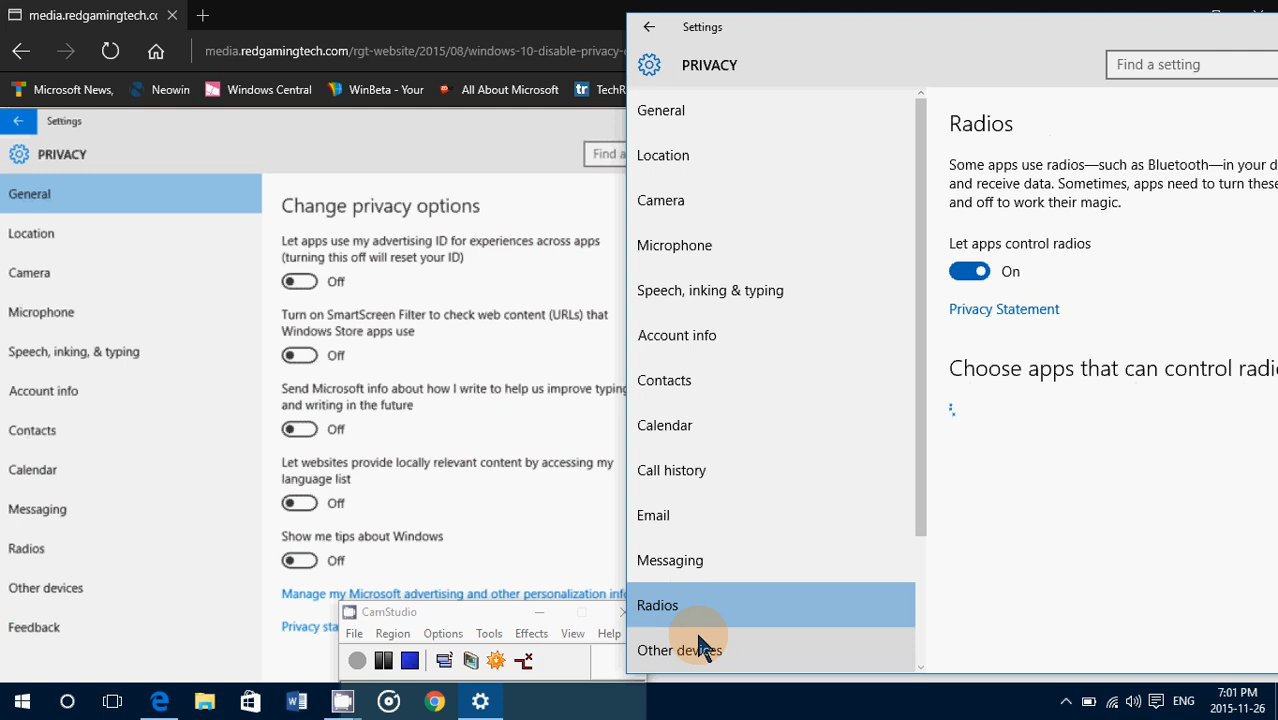 media.redgamingtech.co
media.redgamingtech.com/rgt-website/2015/08/windows-10-disable-privacy-
Microsoft News,
Neowin
Windows Central
WinBeta - Your
All About Microsoft
TechR
Settings
PRIVACY
Find a
General
Location
Camera
Microphone
Speech, inking, & typing
Account info
Contacts
Calendar
Messaging
Radios
Other devices
Feedback
Change privacy options
Let apps use my advertising ID for experiences across apps
(turning this off will reset your ID)
Off
Turn on SmartScreen Filter to check web content (URLs) that
Windows Store apps use
Off
Send Microsoft info about how I write to help us improve typing
and writing in the future
Off
Let websites provide locally relevant content by accessing my
language list
Off
Show me tips about Windows
Off
Manage my Microsoft advertising and other personalization info
Privacy sta
CamStudio
File Region Options Tools Effects View Help
Settings
PRIVACY
Find a setting
General
Location
Camera
Microphone
Speech, inking & typing
Account info
Contacts
Calendar
Call history
Email
Messaging
Radios
Other devices
Radios
Some apps use radios—such as Bluetooth—in your d
and receive data. Sometimes, apps need to turn these
and off to work their magic.
Let apps control radios
On
Privacy Statement
Choose apps that can control radi
ENG
7:01 PM
2015-11-26